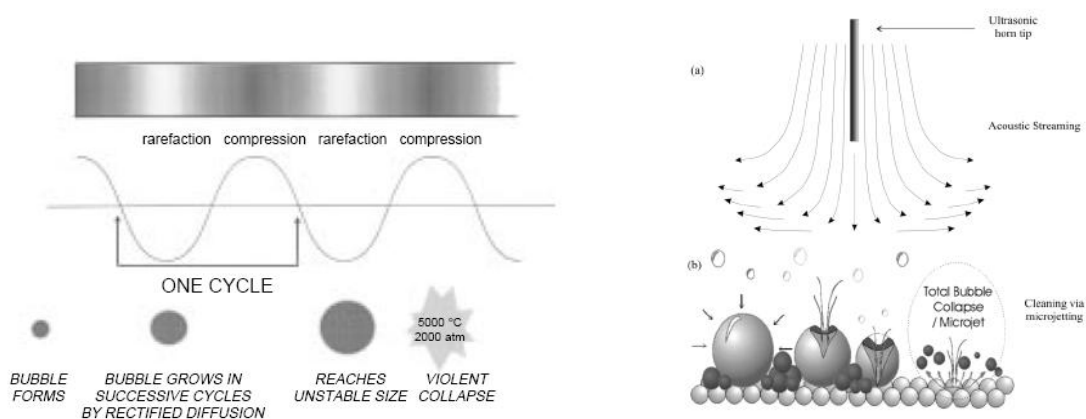 rarefaction compression rarefaction compression
ONE CYCLE
5000 °C
2000 atm
BUBBLE
FORMS
BUBBLE GROWS IN
SUCCESSIVE CYCLES
BY RECTIFIED DIFFUSION
REACHES
UNSTABLE SIZE
VIOLENT
COLLAPSE
Ultrasonic
horn tip
(a)
Acoustic Streaming
(b)
Total Bubble
Collapse
/ Microjet
Cleaning via
microjetting